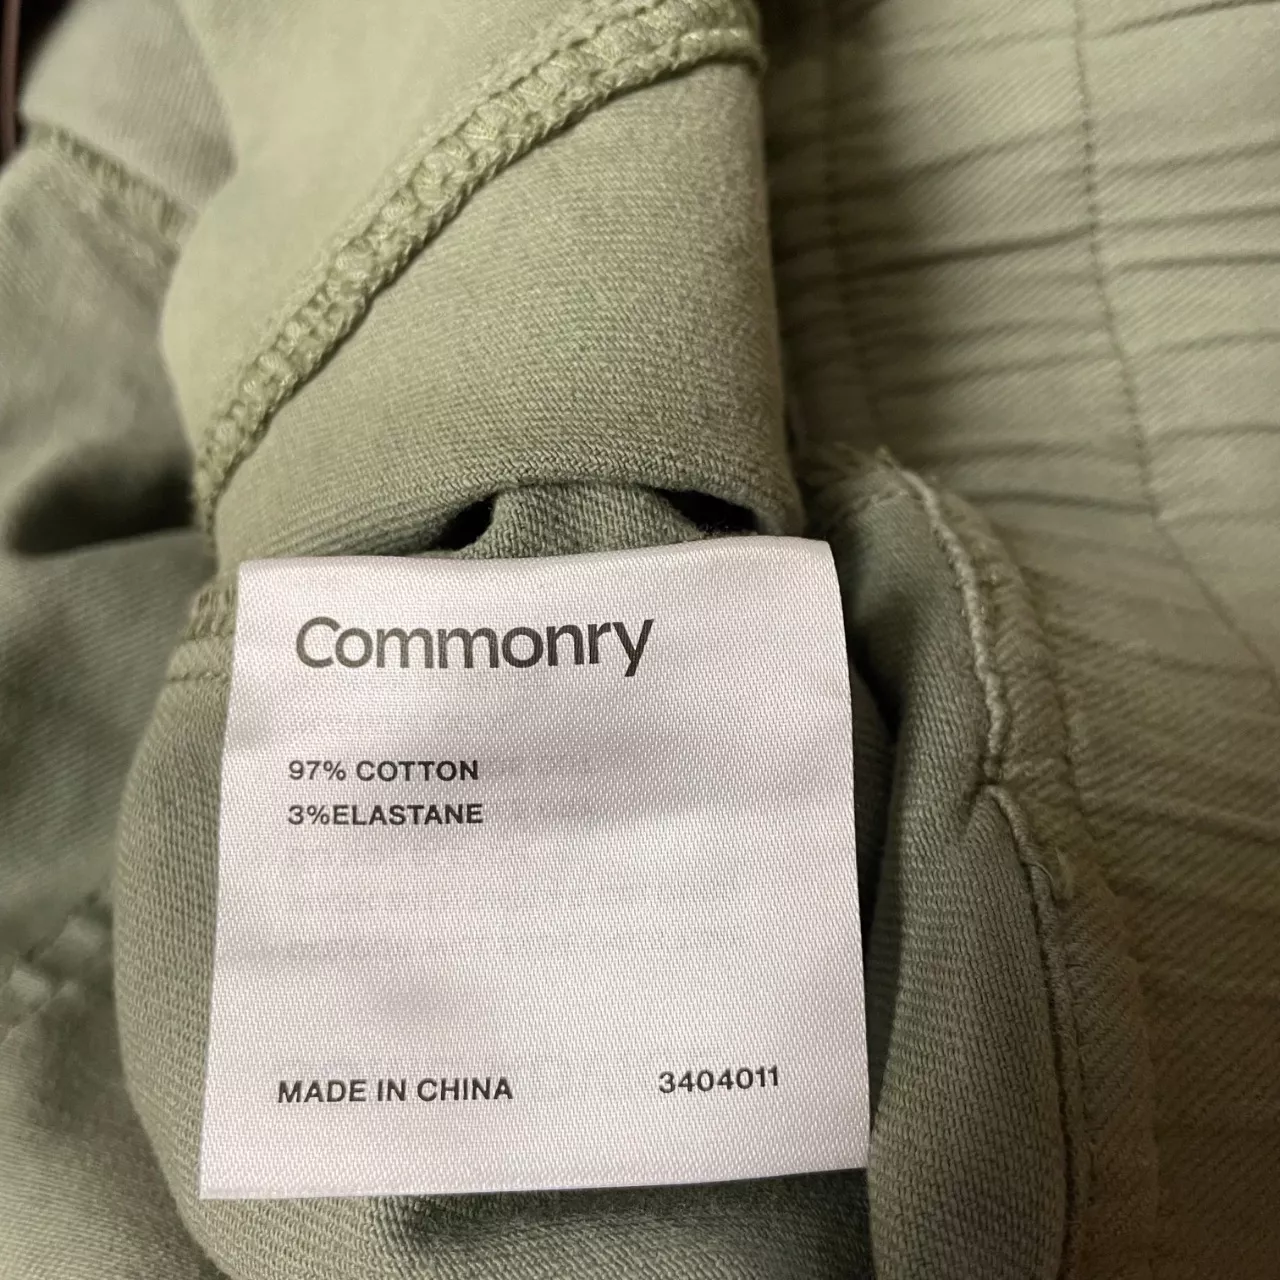 Commonry
97% COTTON
3%ELASTANE
MADE IN CHINA 3404011